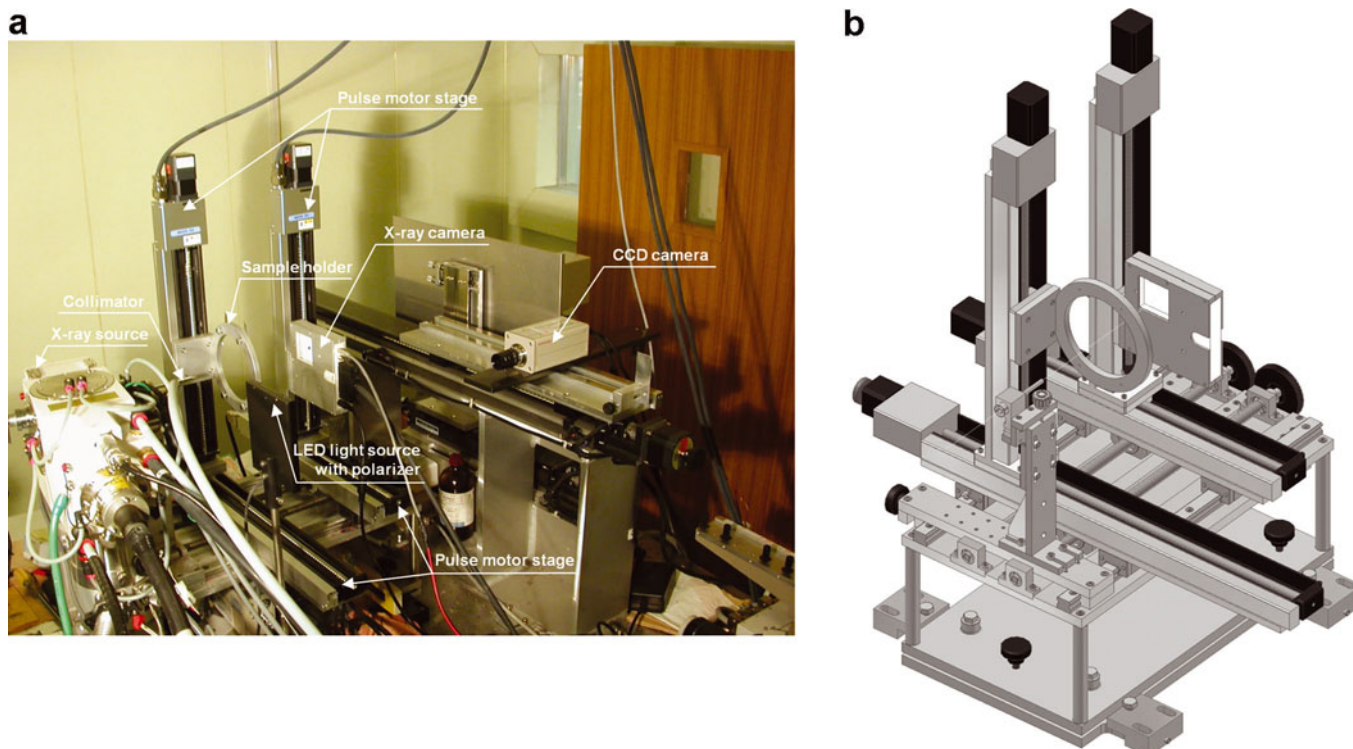 a
b
Pulse motor stage
X-ray camera
CCD camera
Sample holder
Collimator
X-ray source
LED light source
with polarizer
Pulse motor stage